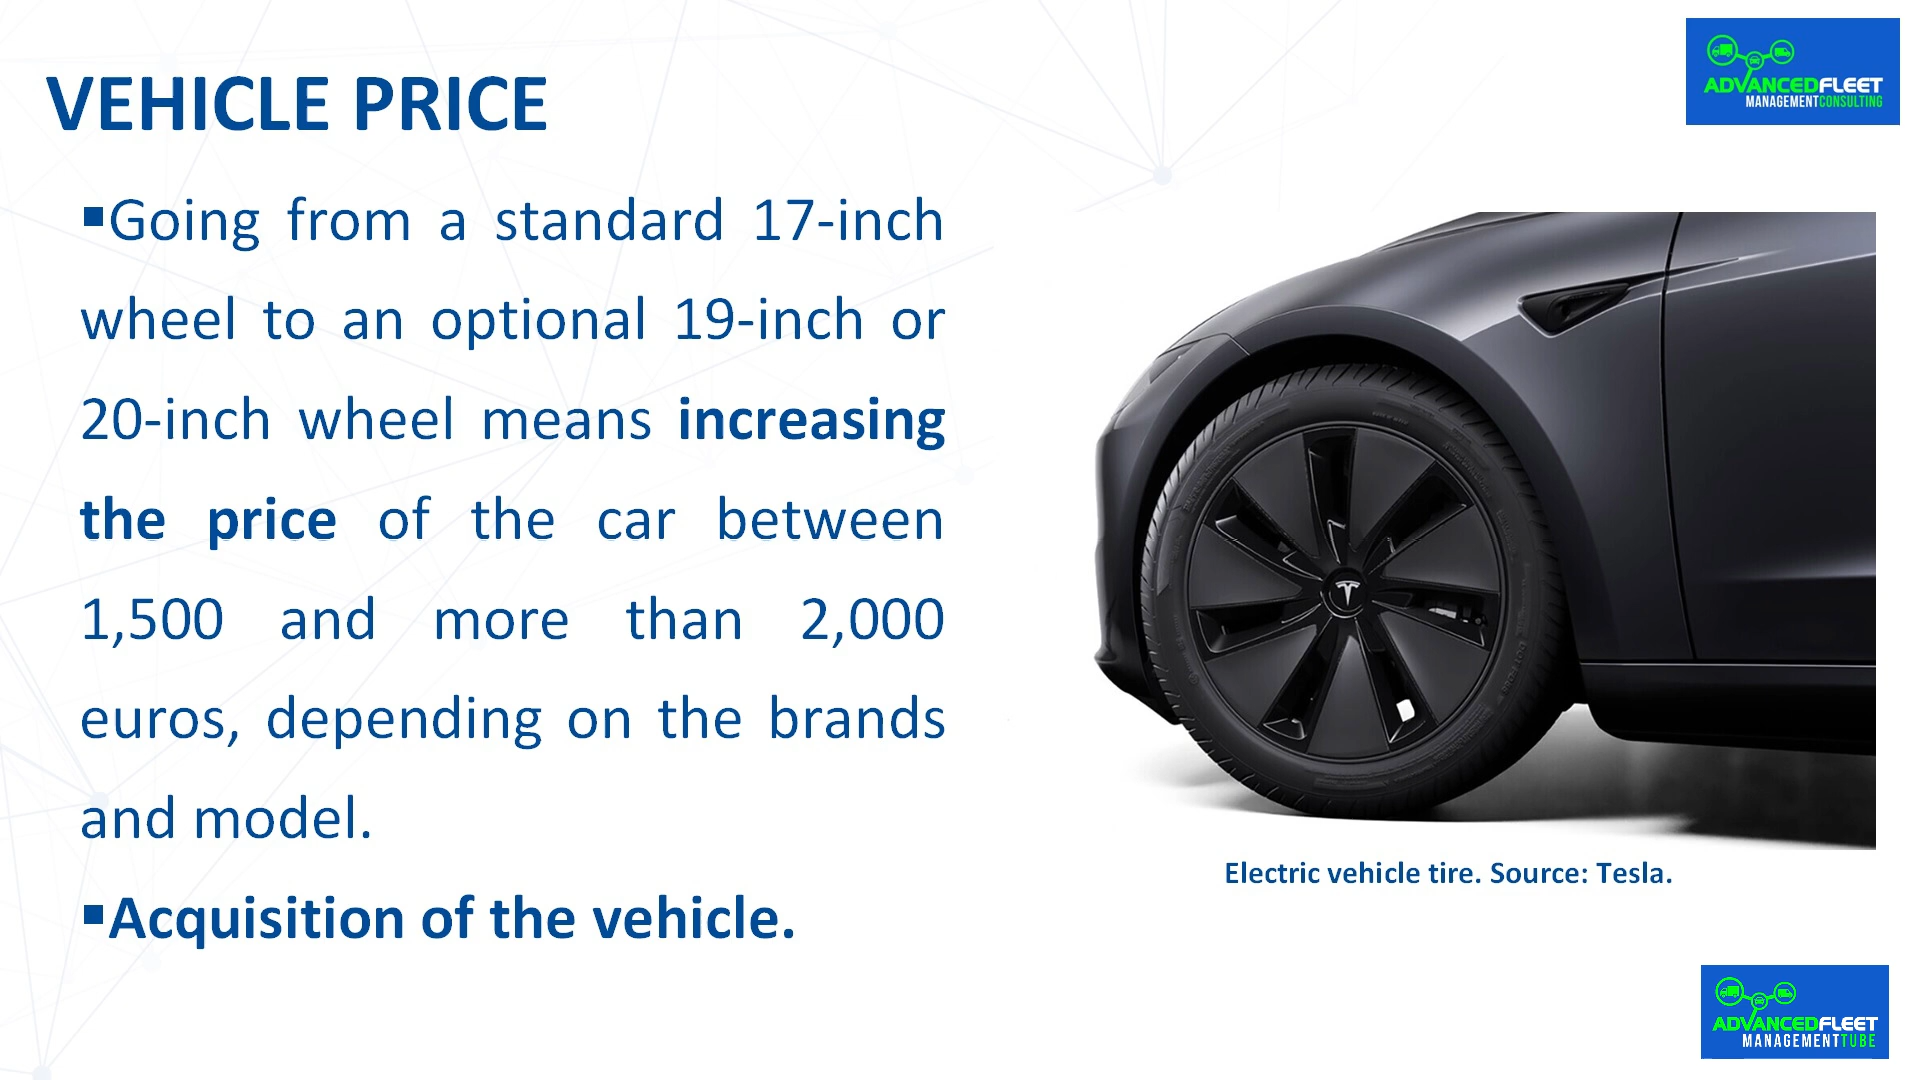 VEHICLE PRICE
ADVANCEDFLEET
MANAGEMENTCONSULTING
▪Going from a standard 17-inch
wheel to an optional 19-inch or
20-inch wheel means increasing
the price of the car between
1,500 and more than 2,000
euros, depending on the brands
and model.
▪Acquisition of the vehicle.
Electric vehicle tire. Source: Tesla.
ADVANCEDFLEET
MANAGEMENTTUBE